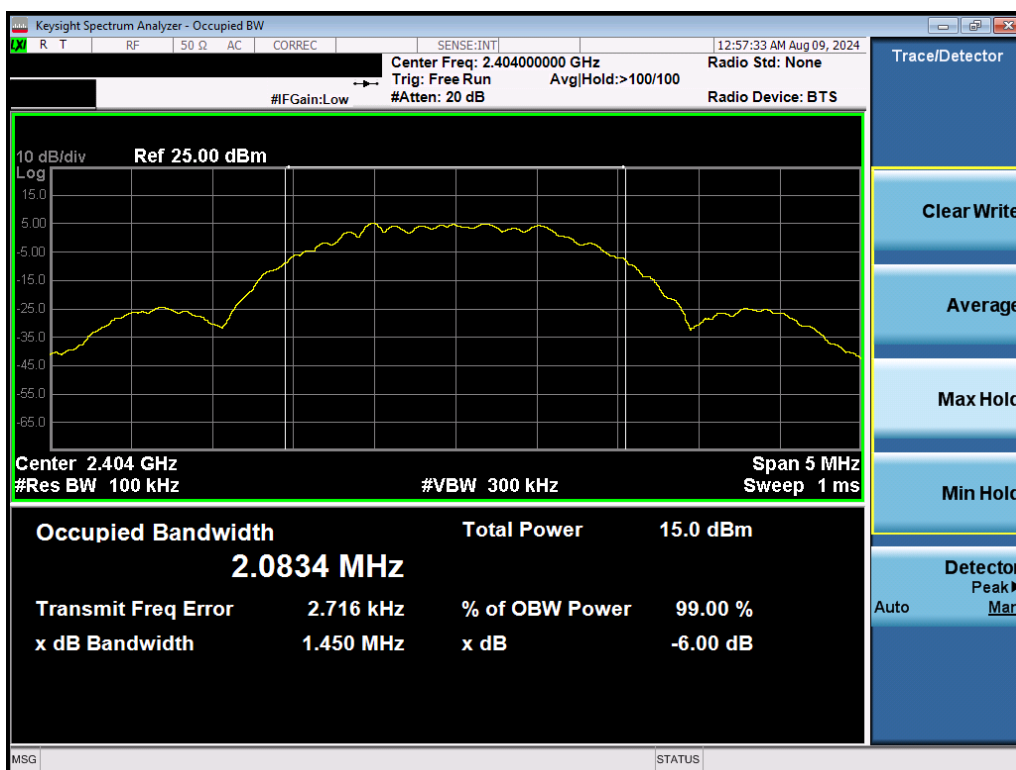 Keysight Spectrum Analyzer - Occupied BW
LXI R T RF 50 Ω AC CORREC SENSE:INT 12:57:33 AM Aug 09, 2024
Center Freq: 2.404000000 GHz Radio Std: None
Trig: Free Run Avg|Hold:>100/100
#IFGain:Low #Atten: 20 dB Radio Device: BTS
Trace/Detector
10 dB/div Ref 25.00 dBm
Log
15.0
5.00
-5.00
-15.0
-25.0
-35.0
-45.0
-55.0
-65.0
Center 2.404 GHz Span 5 MHz
#Res BW 100 kHz #VBW 300 kHz Sweep 1 ms
Occupied Bandwidth Total Power 15.0 dBm
2.0834 MHz
Transmit Freq Error 2.716 kHz % of OBW Power 99.00 %
x dB Bandwidth 1.450 MHz x dB -6.00 dB
Clear Write
Average
Max Hold
Min Hold
Detector
Peak▶
Auto Man
MSG STATUS